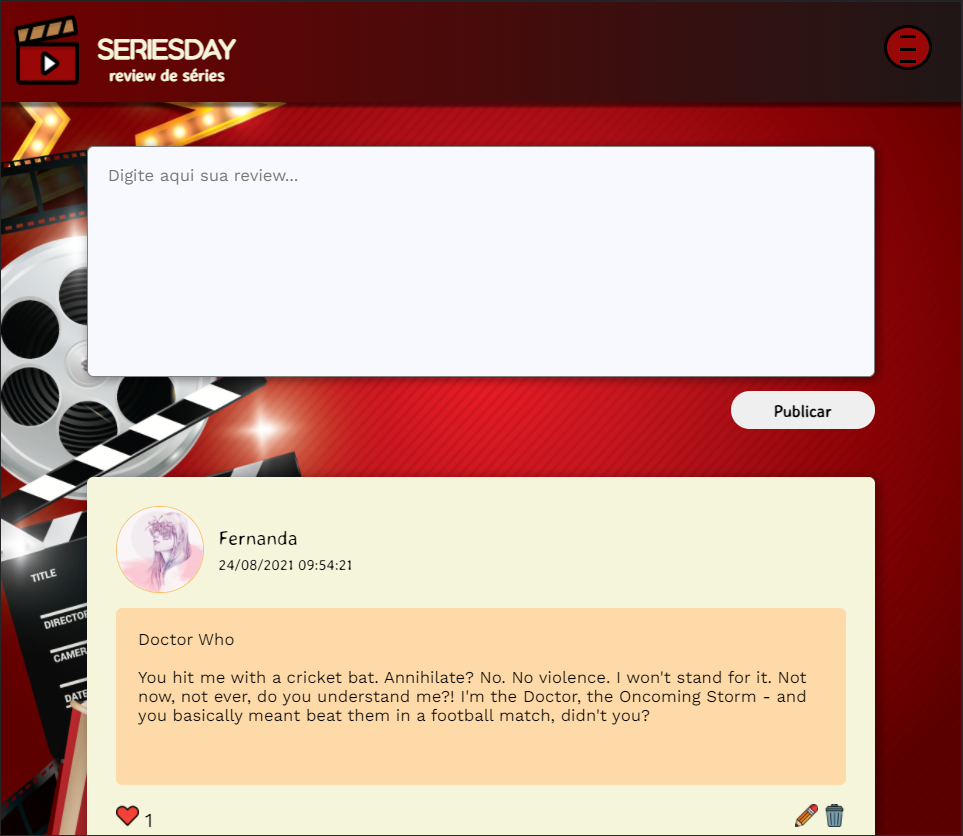 SERIESDAY
review de séries
Digite aqui sua review...
Publicar
Fernanda
24/08/2021 09:54:21
TITLE
DIRECTOR
CAMER
DATE
Doctor Who
You hit me with a cricket bat. Annihilate? No. No violence. I won't stand for it. Not
now, not ever, do you understand me?! I'm the Doctor, the Oncoming Storm - and
you basically meant beat them in a football match, didn't you?
1